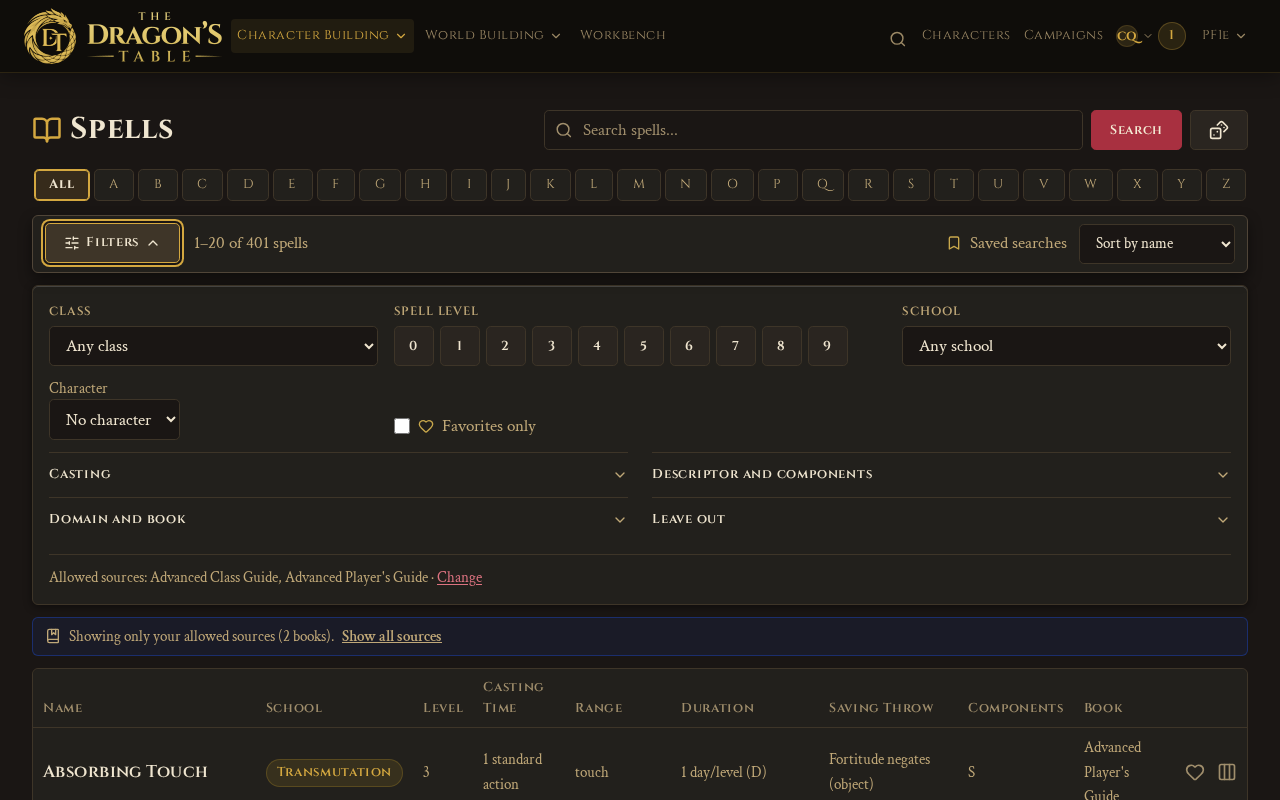 THE
DRAGON'S
TABLE
DT
CHARACTER BUILDING
WORLD BUILDING
WORKBENCH
CHARACTERS
CAMPAIGNS
CQ
I
PF1E
SPELLS
Search spells...
SEARCH
ALL A B C D E F G H I J K L M N O P Q R S T U V W X Y Z
FILTERS
1–20 of 401 spells
Saved searches
Sort by name
CLASS
SPELL LEVEL
SCHOOL
Any class
0 1 2 3 4 5 6 7 8 9
Any school
Character
No character
Favorites only
CASTING
DESCRIPTOR AND COMPONENTS
DOMAIN AND BOOK
LEAVE OUT
Allowed sources: Advanced Class Guide, Advanced Player's Guide · Change
Showing only your allowed sources (2 books). Show all sources
NAME
SCHOOL
LEVEL
CASTING
TIME
RANGE
DURATION
SAVING THROW
COMPONENTS
BOOK
ABSORBING TOUCH
TRANSMUTATION
3
1 standard
action
touch
1 day/level (D)
Fortitude negates
(object)
S
Advanced
Player's
Guide